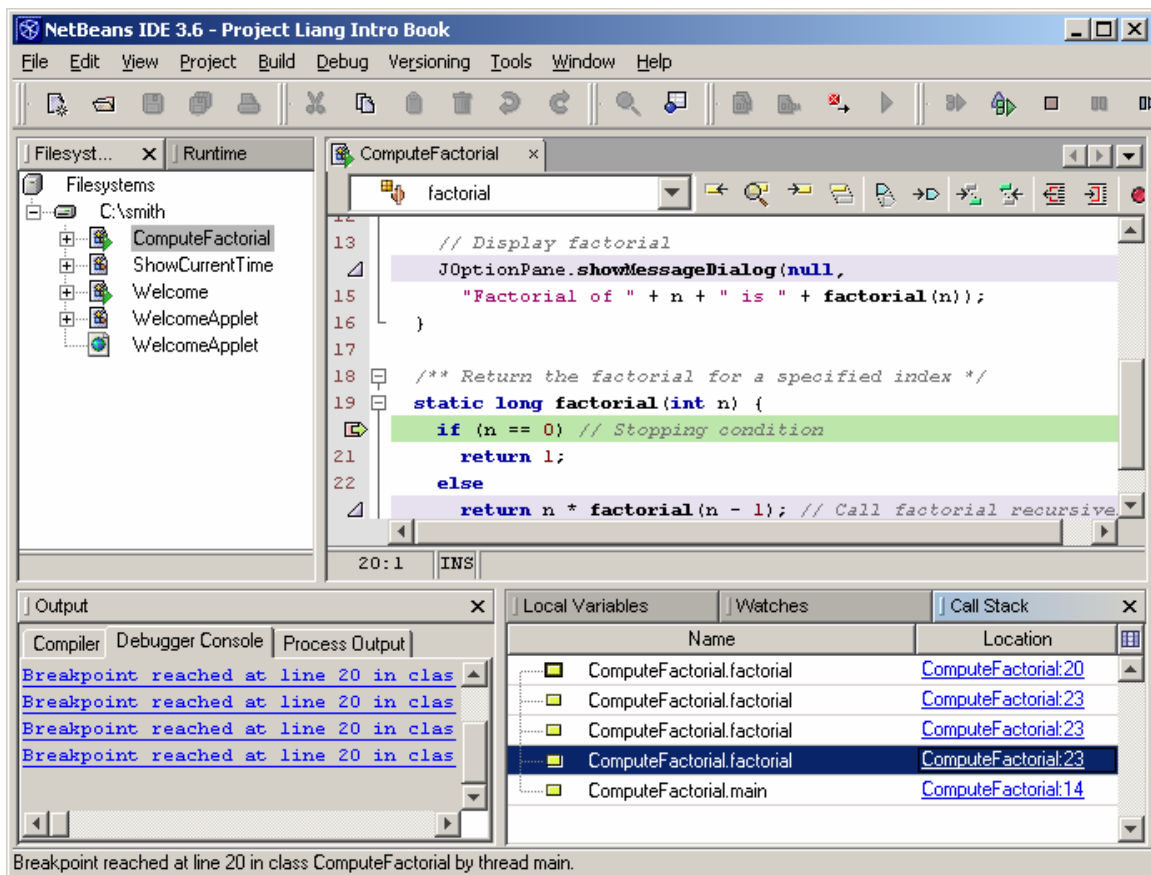 NetBeans IDE 3.6 - Project Liang Intro Book
File Edit View Project Build Debug Versioning Tools Window Help
Filesyst... Runtime
Filesystems
C:\smith
ComputeFactorial
ShowCurrentTime
Welcome
WelcomeApplet
WelcomeApplet
ComputeFactorial
factorial
13 // Display factorial
JOptionPane.showMessageDialog(null,
15 "Factorial of " + n + " is " + factorial(n));
16 }
17
18 /** Return the factorial for a specified index */
19 static long factorial(int n) {
if (n == 0) // Stopping condition
21 return 1;
22 else
return n * factorial(n - 1); // Call factorial recursive
20:1 INS
Output
Compiler Debugger Console Process Output
Breakpoint reached at line 20 in clas
Breakpoint reached at line 20 in clas
Breakpoint reached at line 20 in clas
Breakpoint reached at line 20 in clas
Local Variables Watches Call Stack
Name Location
ComputeFactorial.factorial ComputeFactorial:20
ComputeFactorial.factorial ComputeFactorial:23
ComputeFactorial.factorial ComputeFactorial:23
ComputeFactorial.factorial ComputeFactorial:23
ComputeFactorial.main ComputeFactorial:14
Breakpoint reached at line 20 in class ComputeFactorial by thread main.